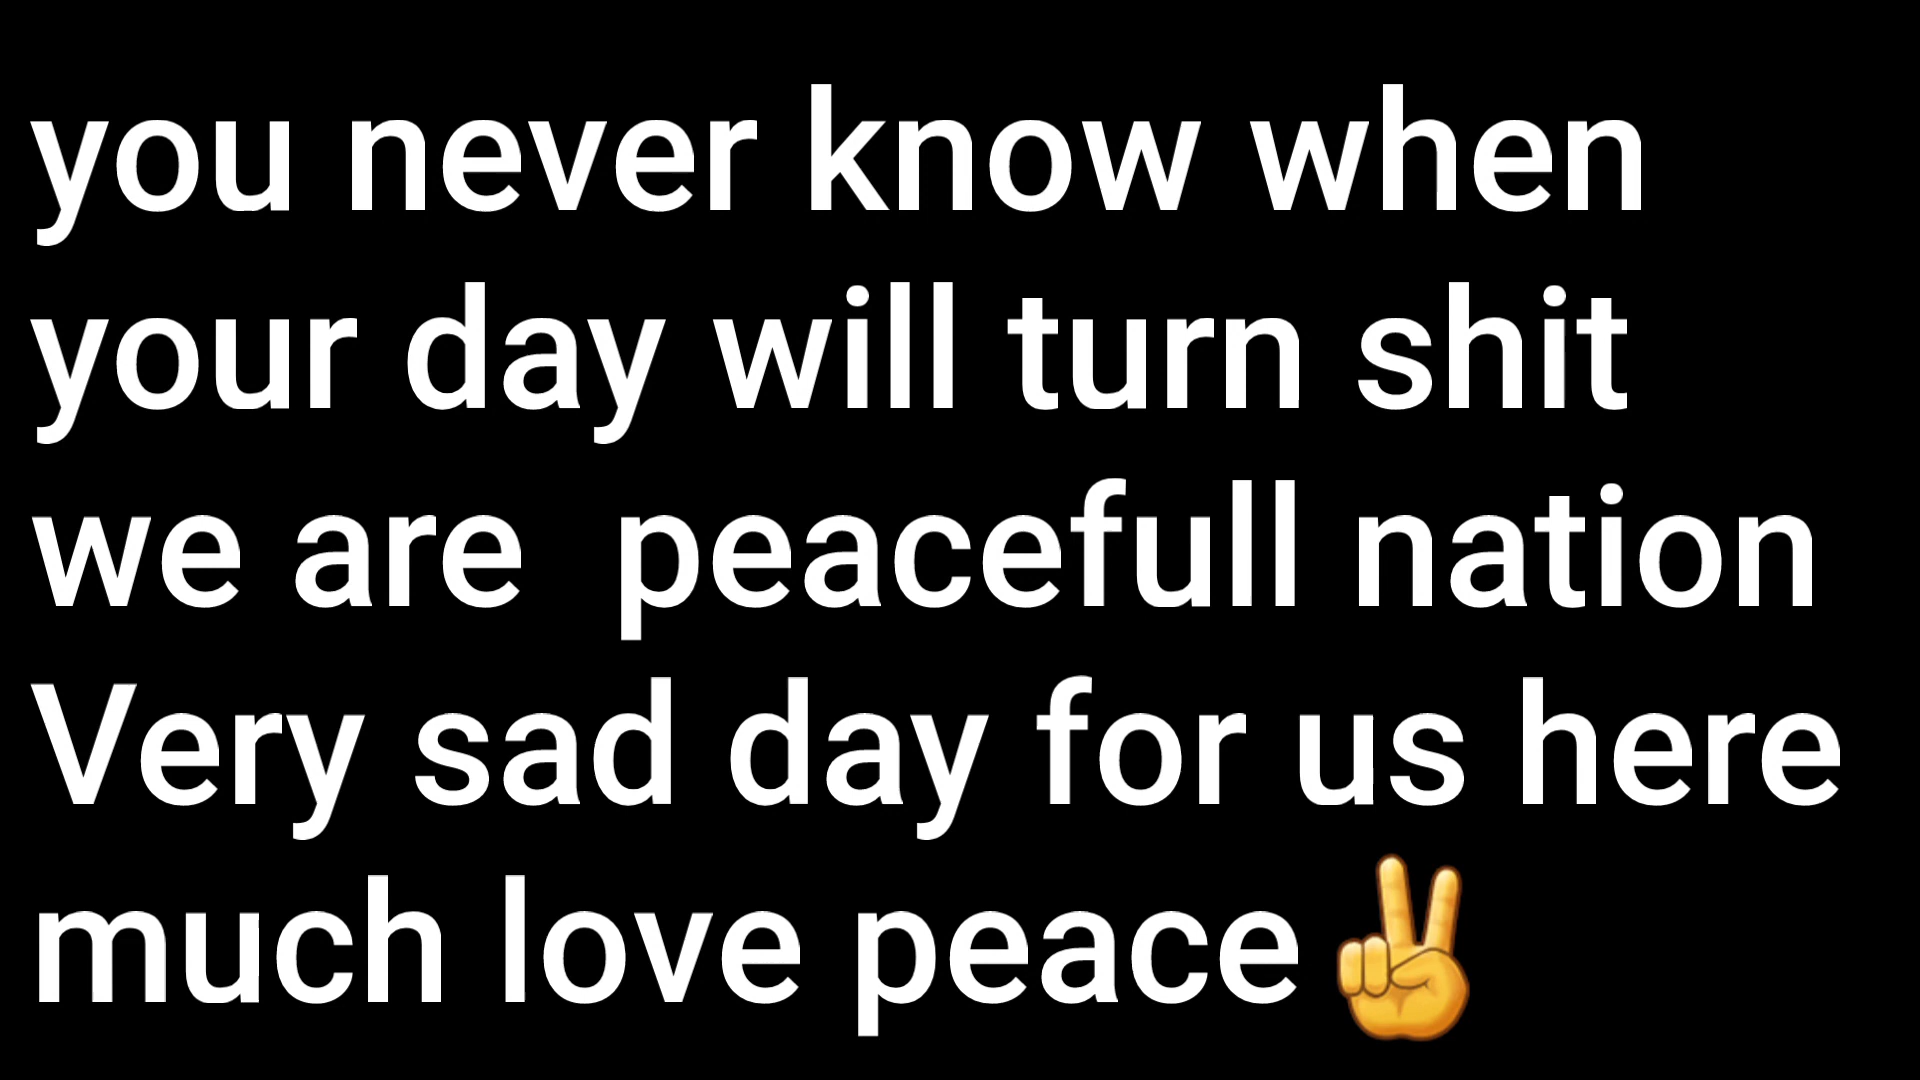 you never know when
your day will turn shit
we are  peacefull nation
Very sad day for us here
much love peace✌️